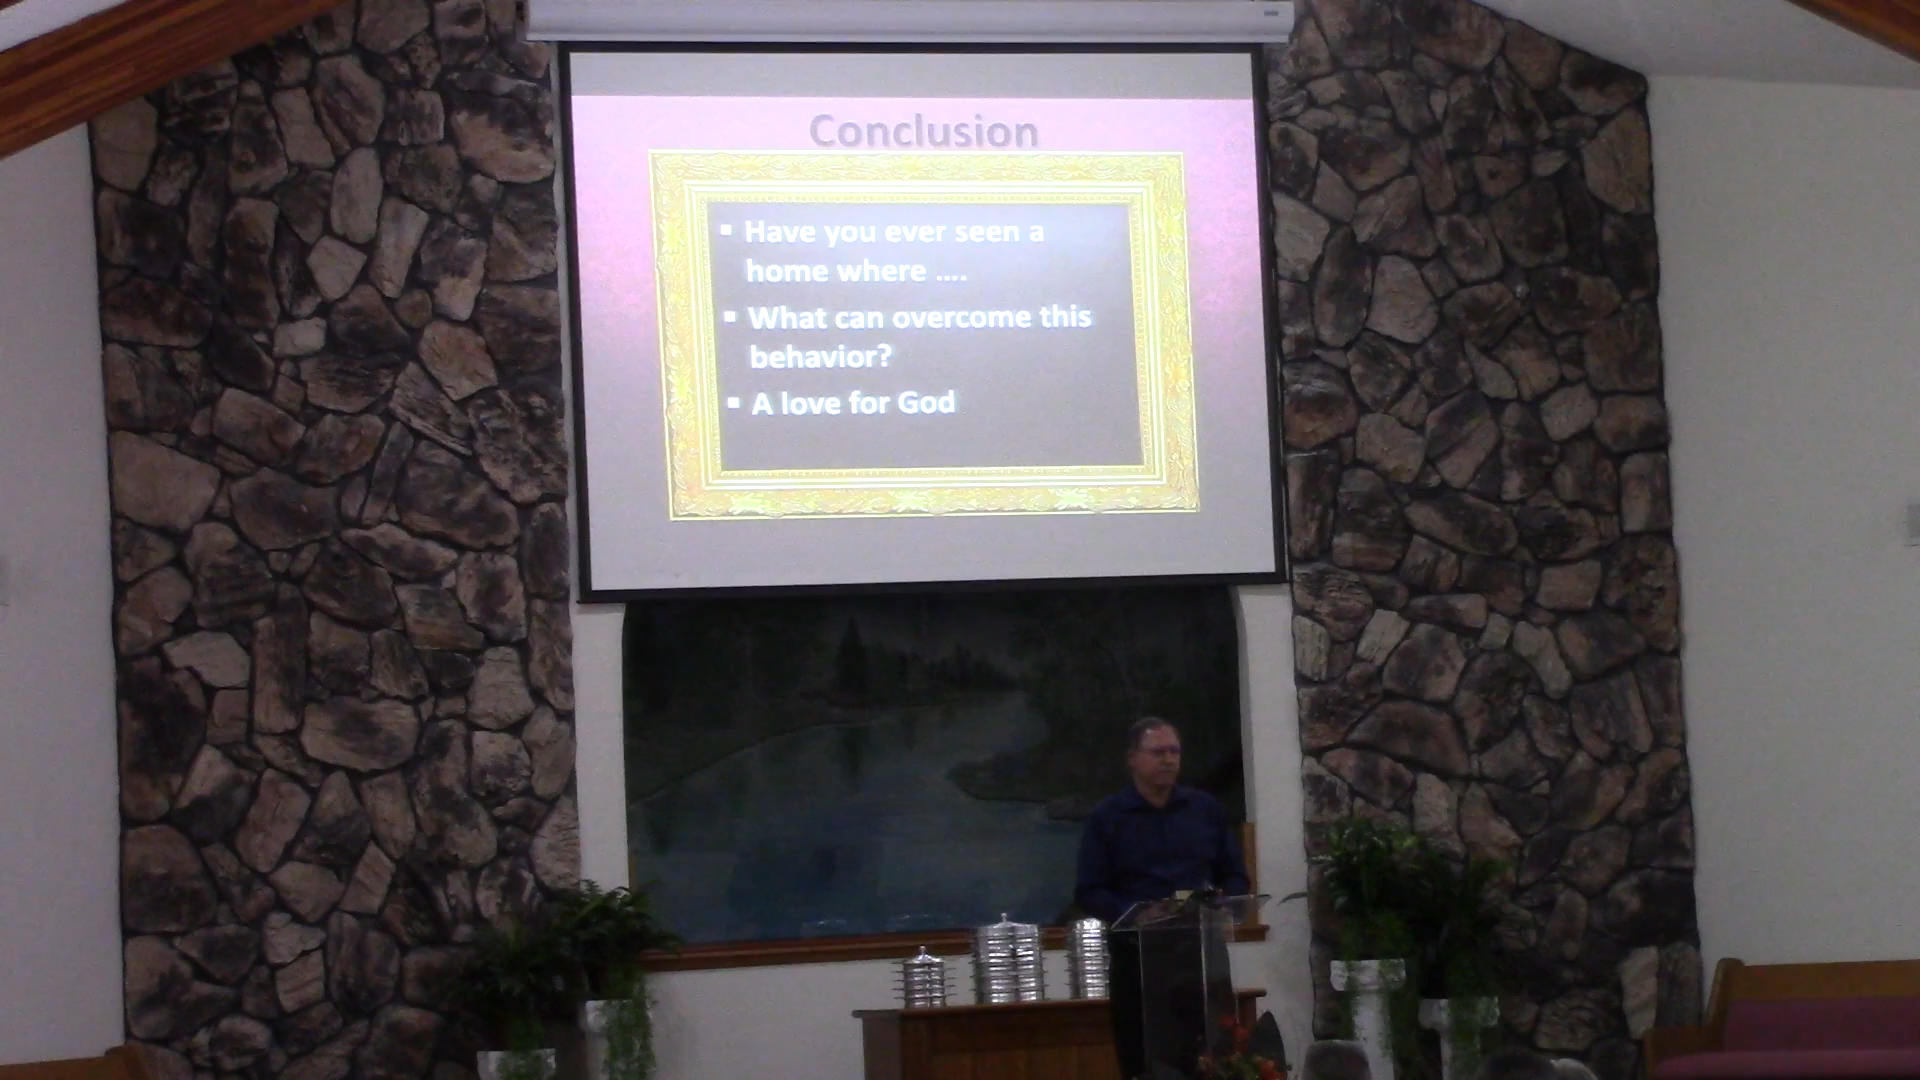 Conclusion
▪ Have you ever seen a
home where ....
▪ What can overcome this
behavior?
▪ A love for God